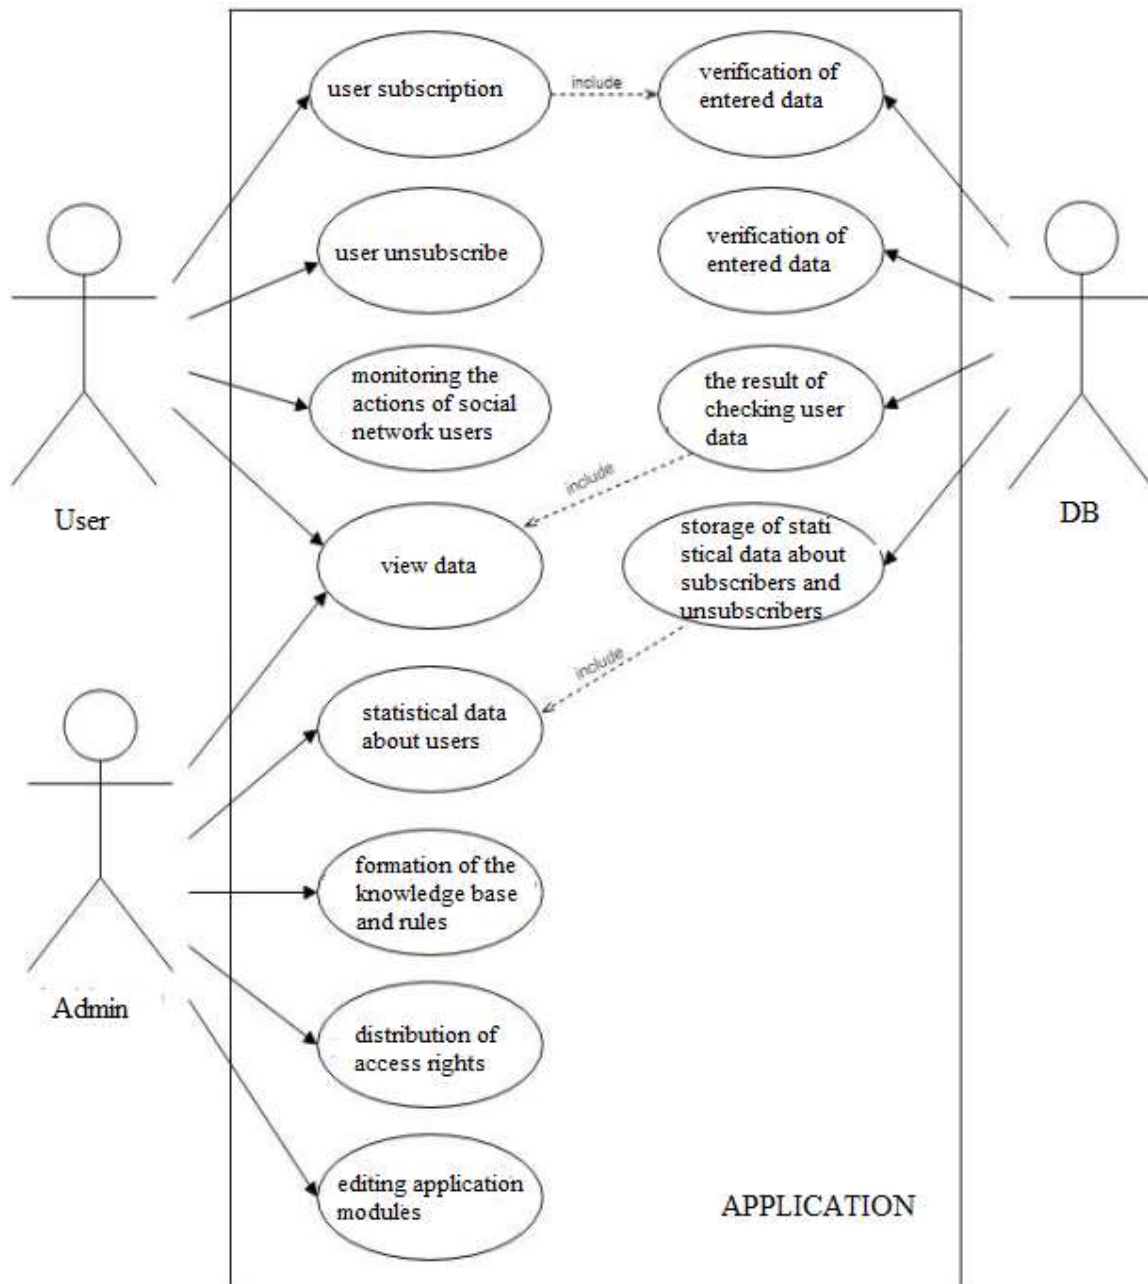 user subscription
include
verification of
entered data
user unsubscribe
verification of
entered data
monitoring the
actions of social
network users
the result of
checking user
data
include
User
DB
view data
storage of stati
stical data about
subscribers and
unsubscribers
include
statistical data
about users
formation of the
knowledge base
and rules
Admin
distribution of
access rights
editing application
modules
APPLICATION